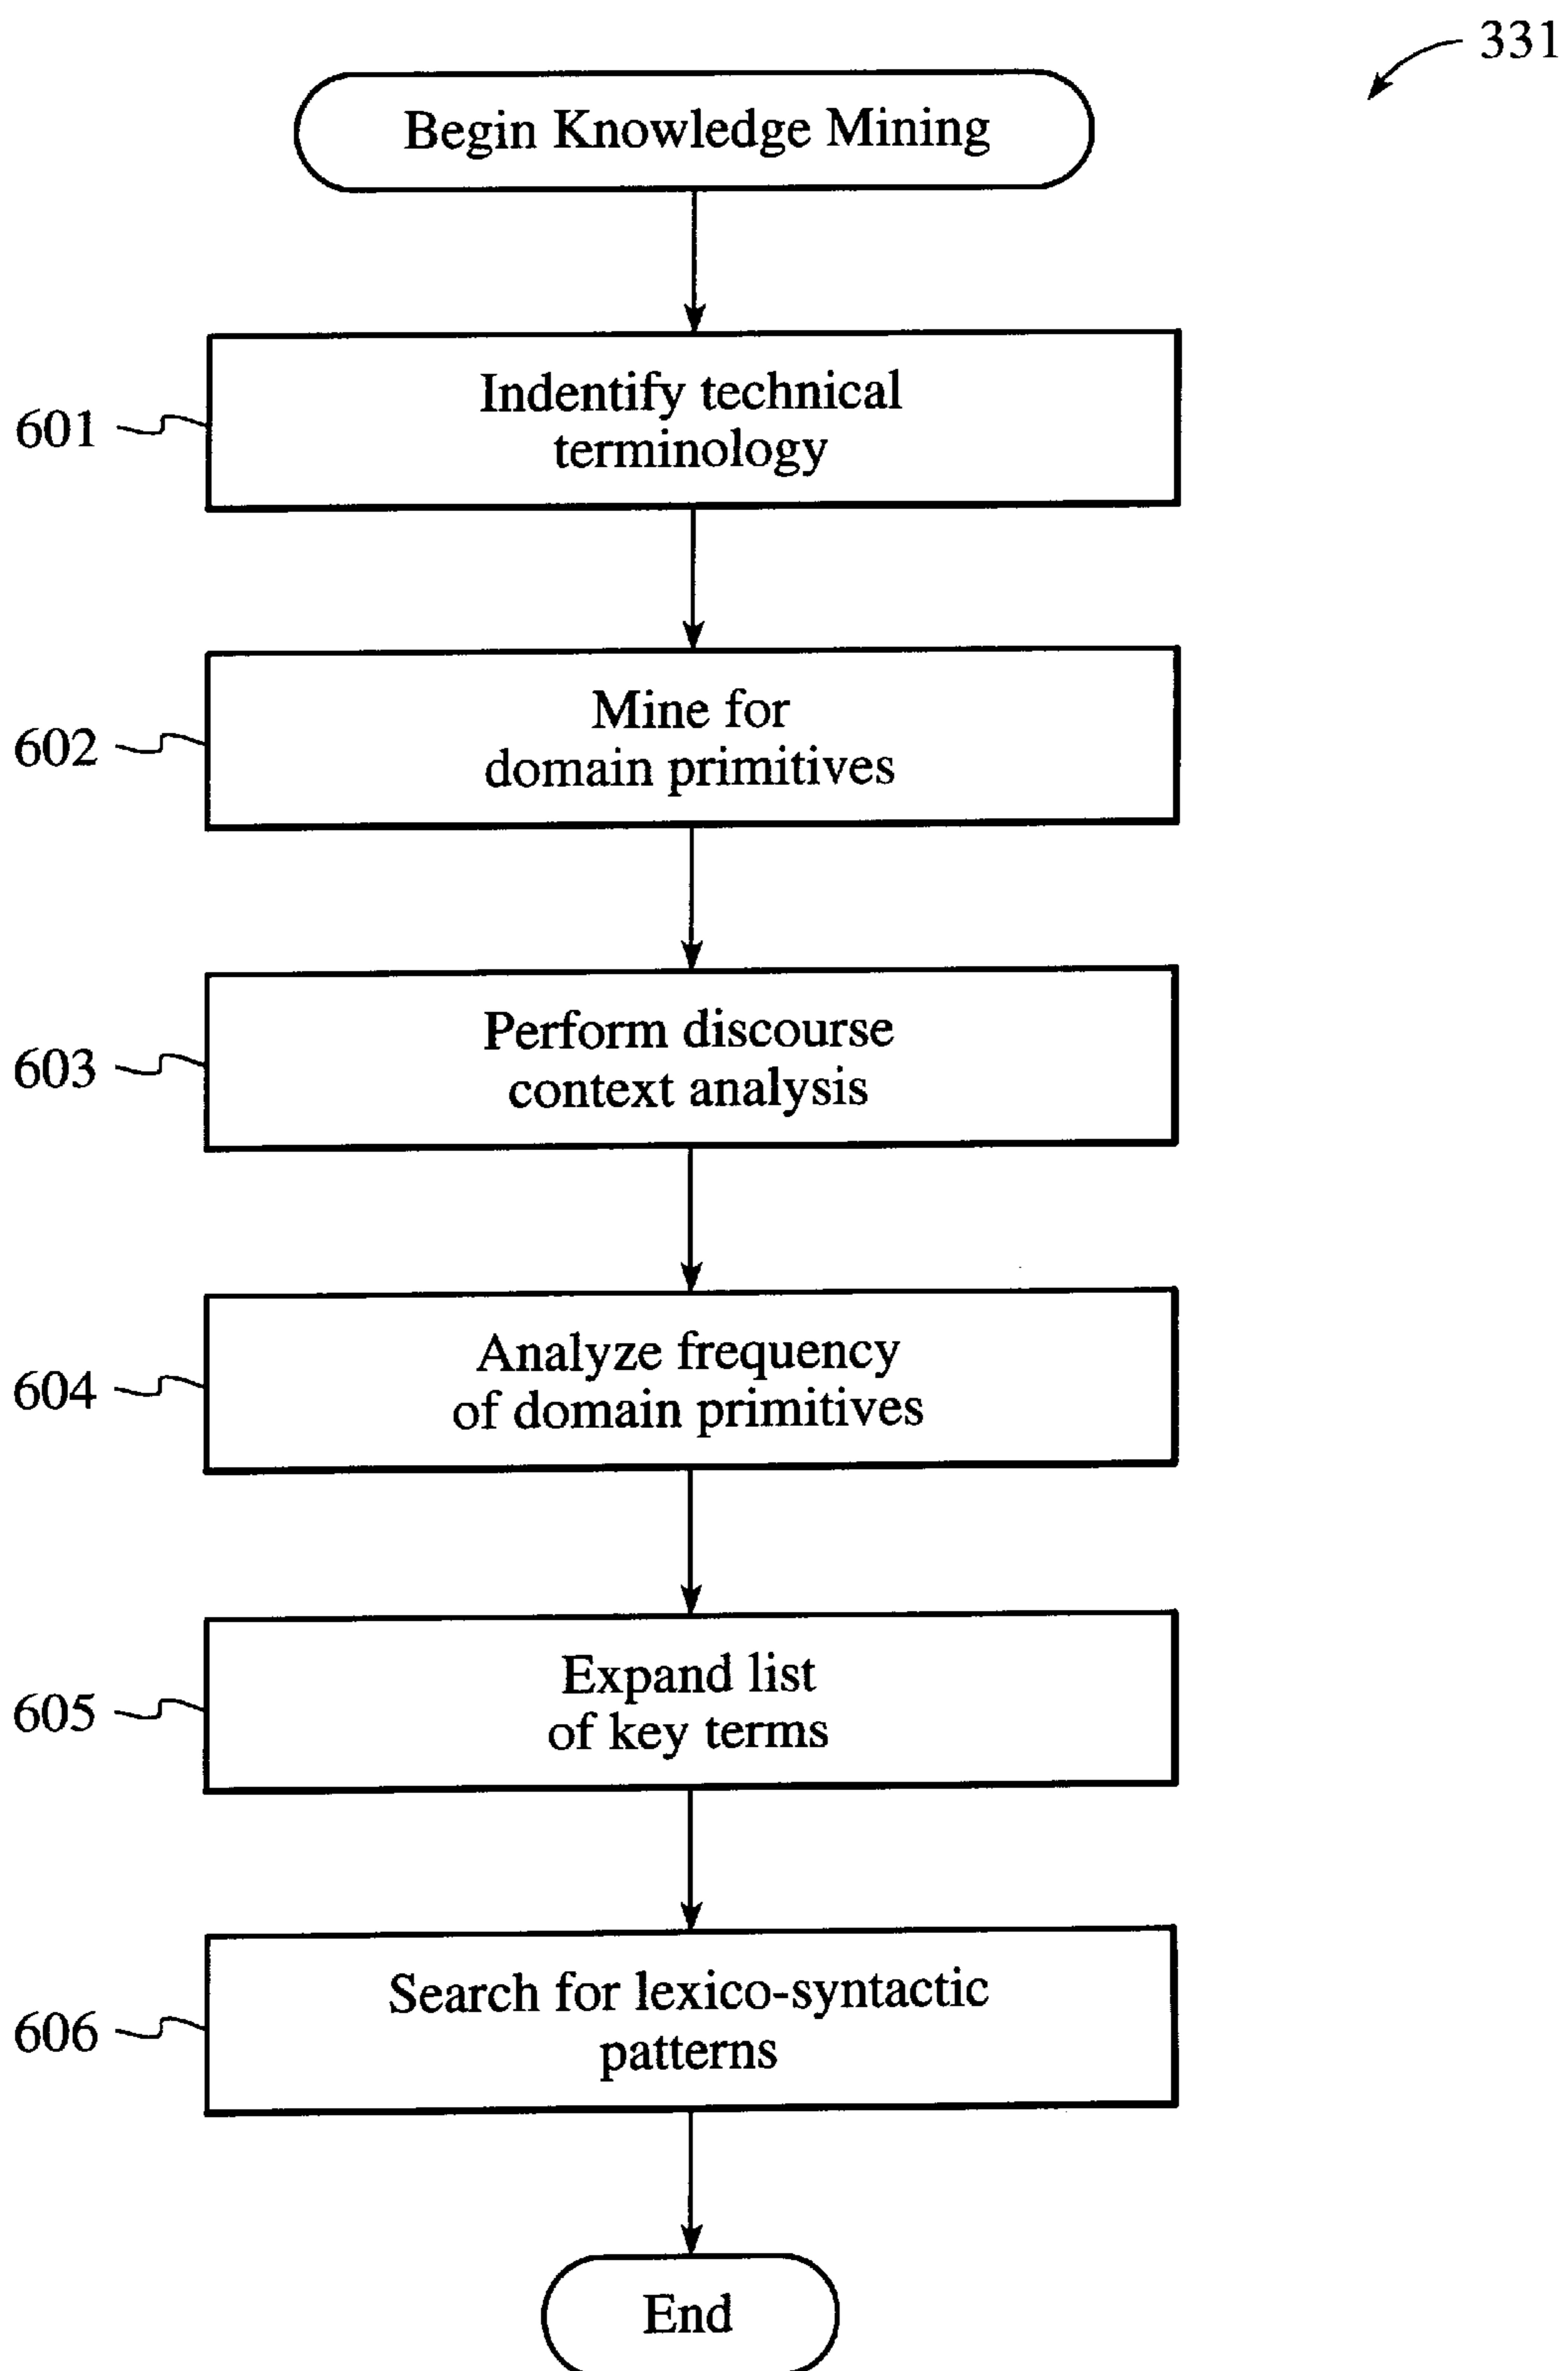 331
Begin Knowledge Mining
Indentify technical
terminology
601
Mine for
domain primitives
602
Perform discourse
context analysis
603
Analyze frequency
of domain primitives
604
Expand list
of key terms
605
Search for lexico-syntactic
patterns
606
End